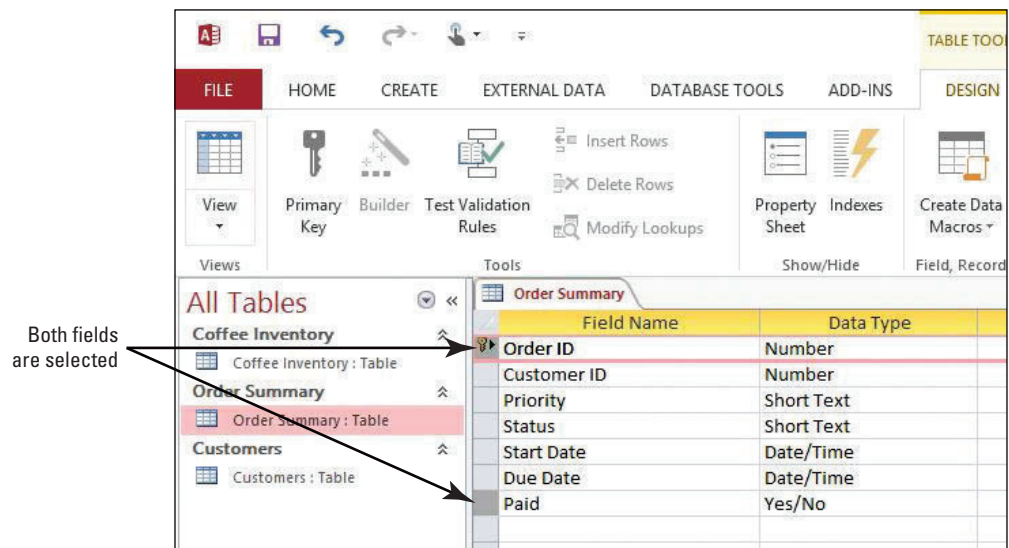 TABLE TOO
FILE HOME CREATE EXTERNAL DATA DATABASE TOOLS ADD-INS DESIGN
Insert Rows
Delete Rows
Modify Lookups
View
Primary Key
Builder
Test Validation Rules
Property Sheet
Indexes
Create Data Macros
Views Tools Show/Hide Field, Record
All Tables
Coffee Inventory
Coffee Inventory : Table
Order Summary
Order Summary : Table
Customers
Customers : Table
Both fields
are selected
Order Summary
Field Name Data Type
Order ID Number
Customer ID Number
Priority Short Text
Status Short Text
Start Date Date/Time
Due Date Date/Time
Paid Yes/No